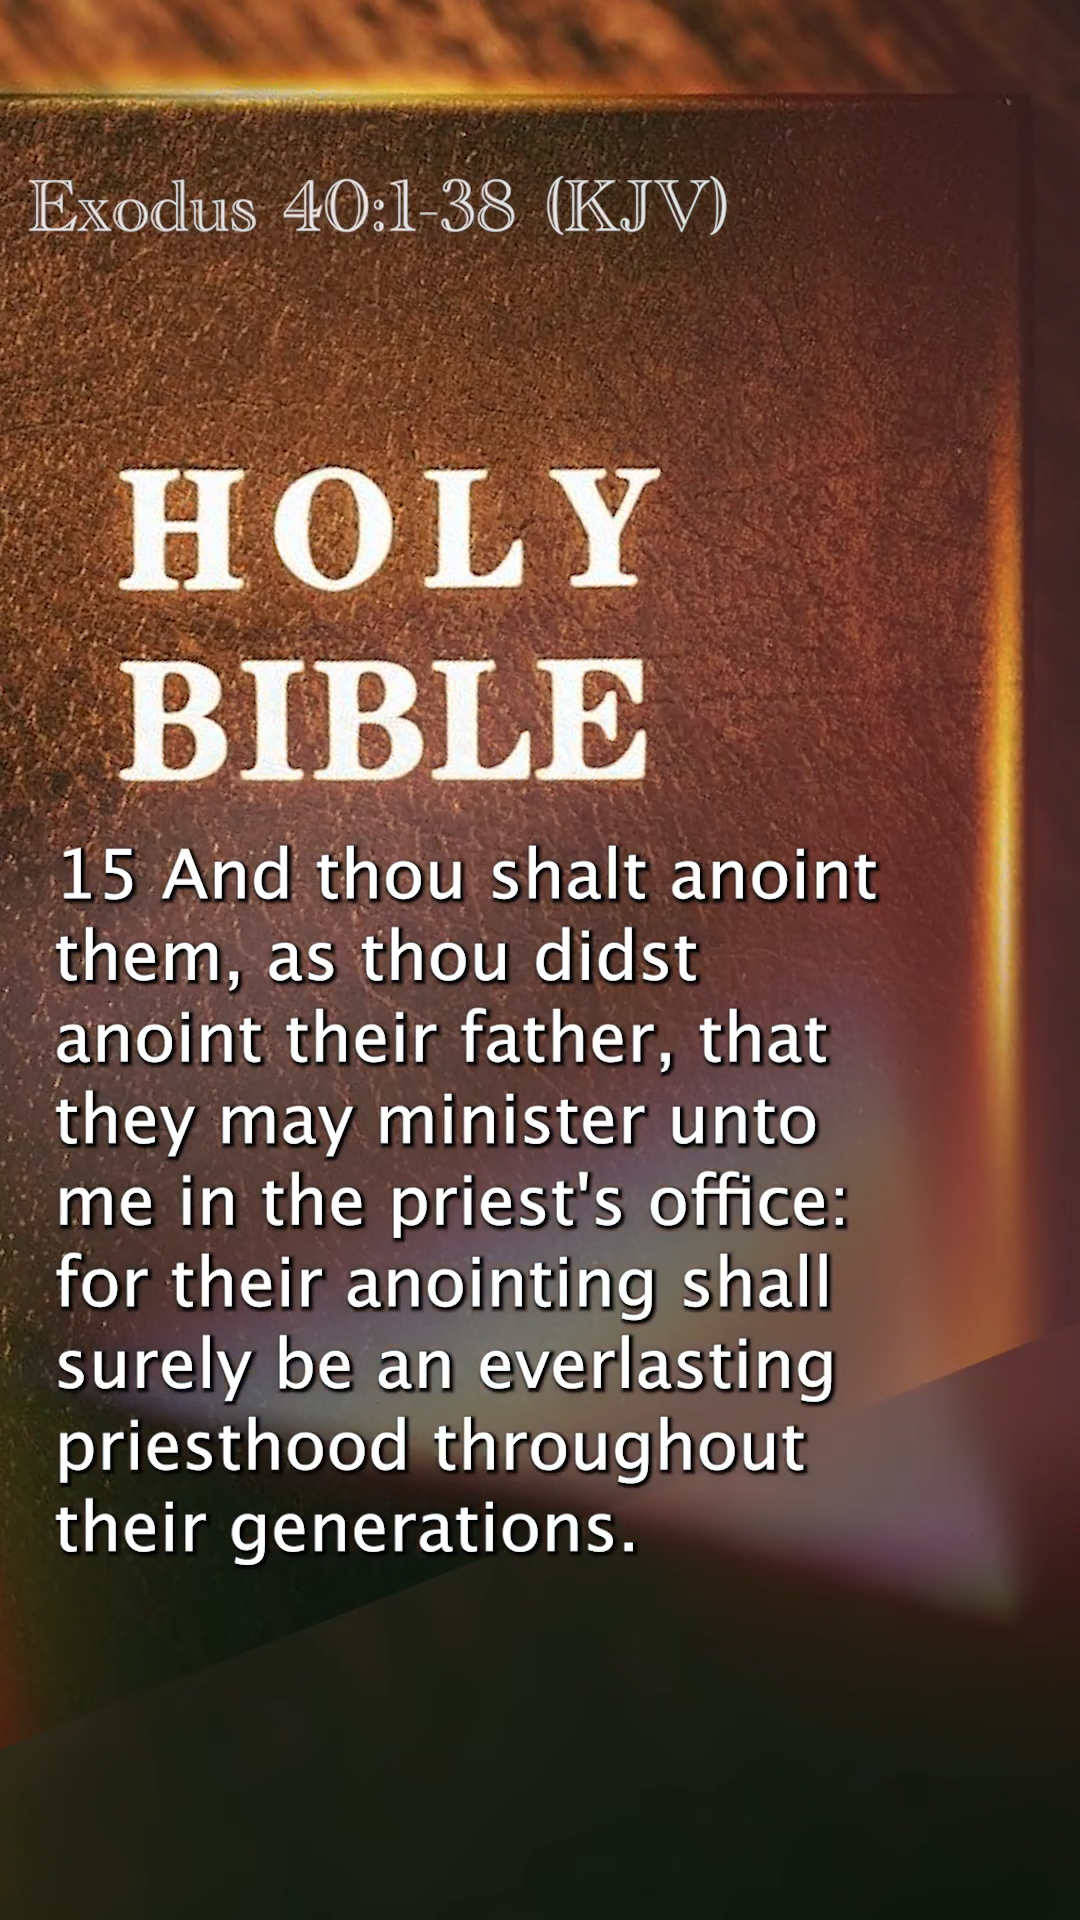 Exodus 40:1-38 (KJV)
HOLY
BIBLE
15 And thou shalt anoint
them, as thou didst
anoint their father, that
they may minister unto
me in the priest's office:
for their anointing shall
surely be an everlasting
priesthood throughout
their generations.